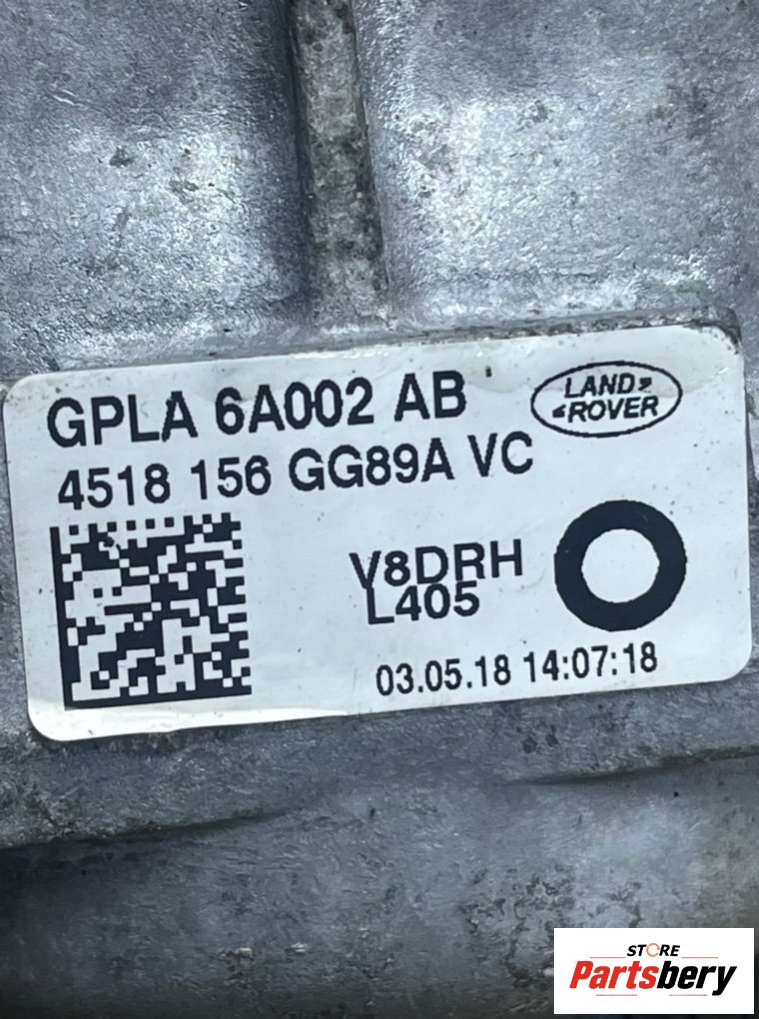 GPLA 6A002 AB
LAND
ROVER
4518 156 GG89A VC
V8DRH
L405
03.05.18 14:07:18
STORE
Partsbery